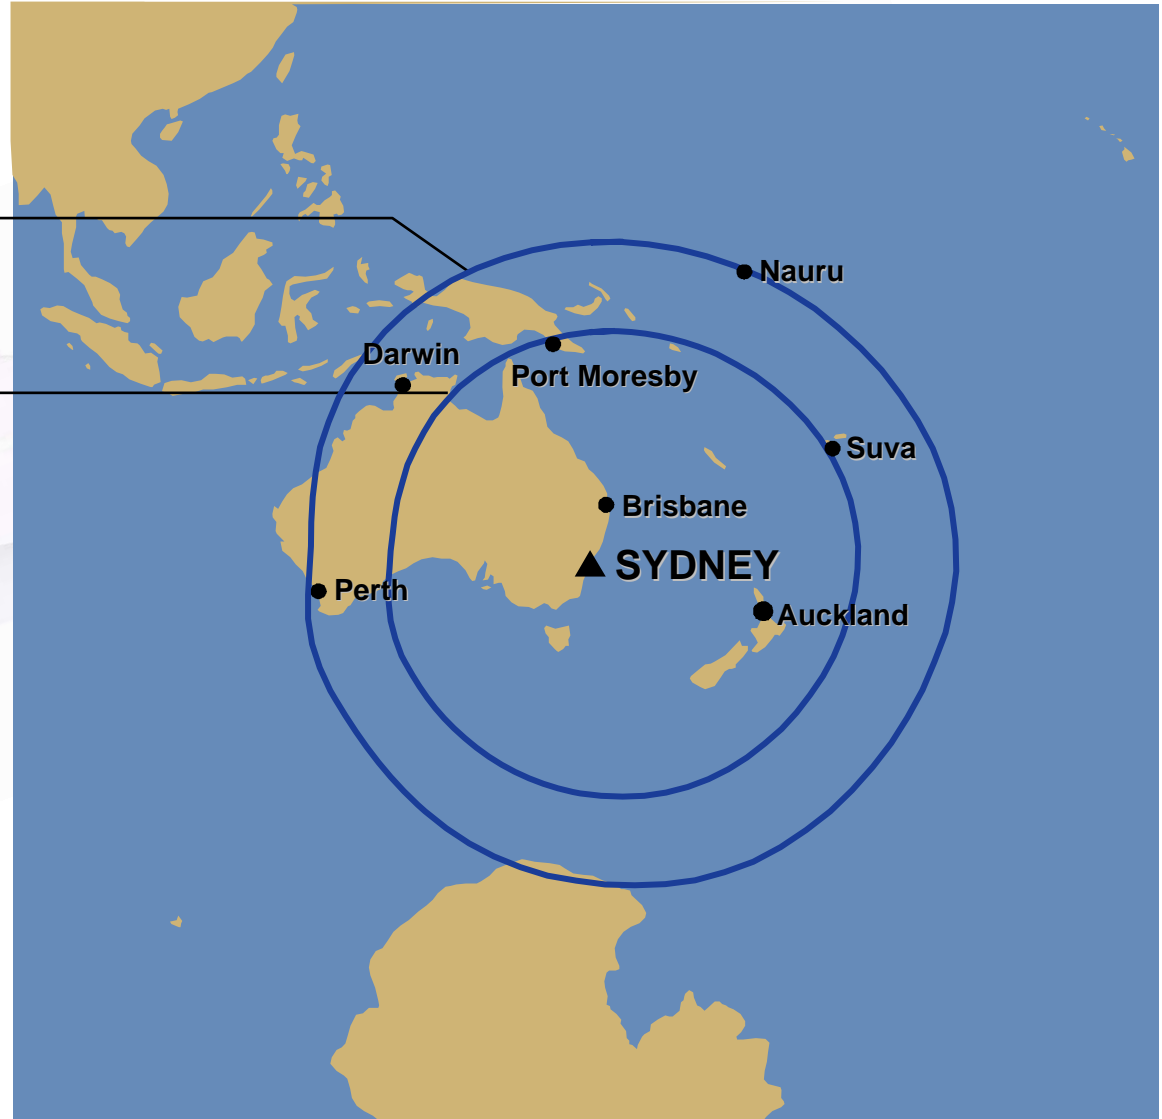 Nauru
Darwin
Port Moresby
Suva
Brisbane
SYDNEY
Perth
Auckland